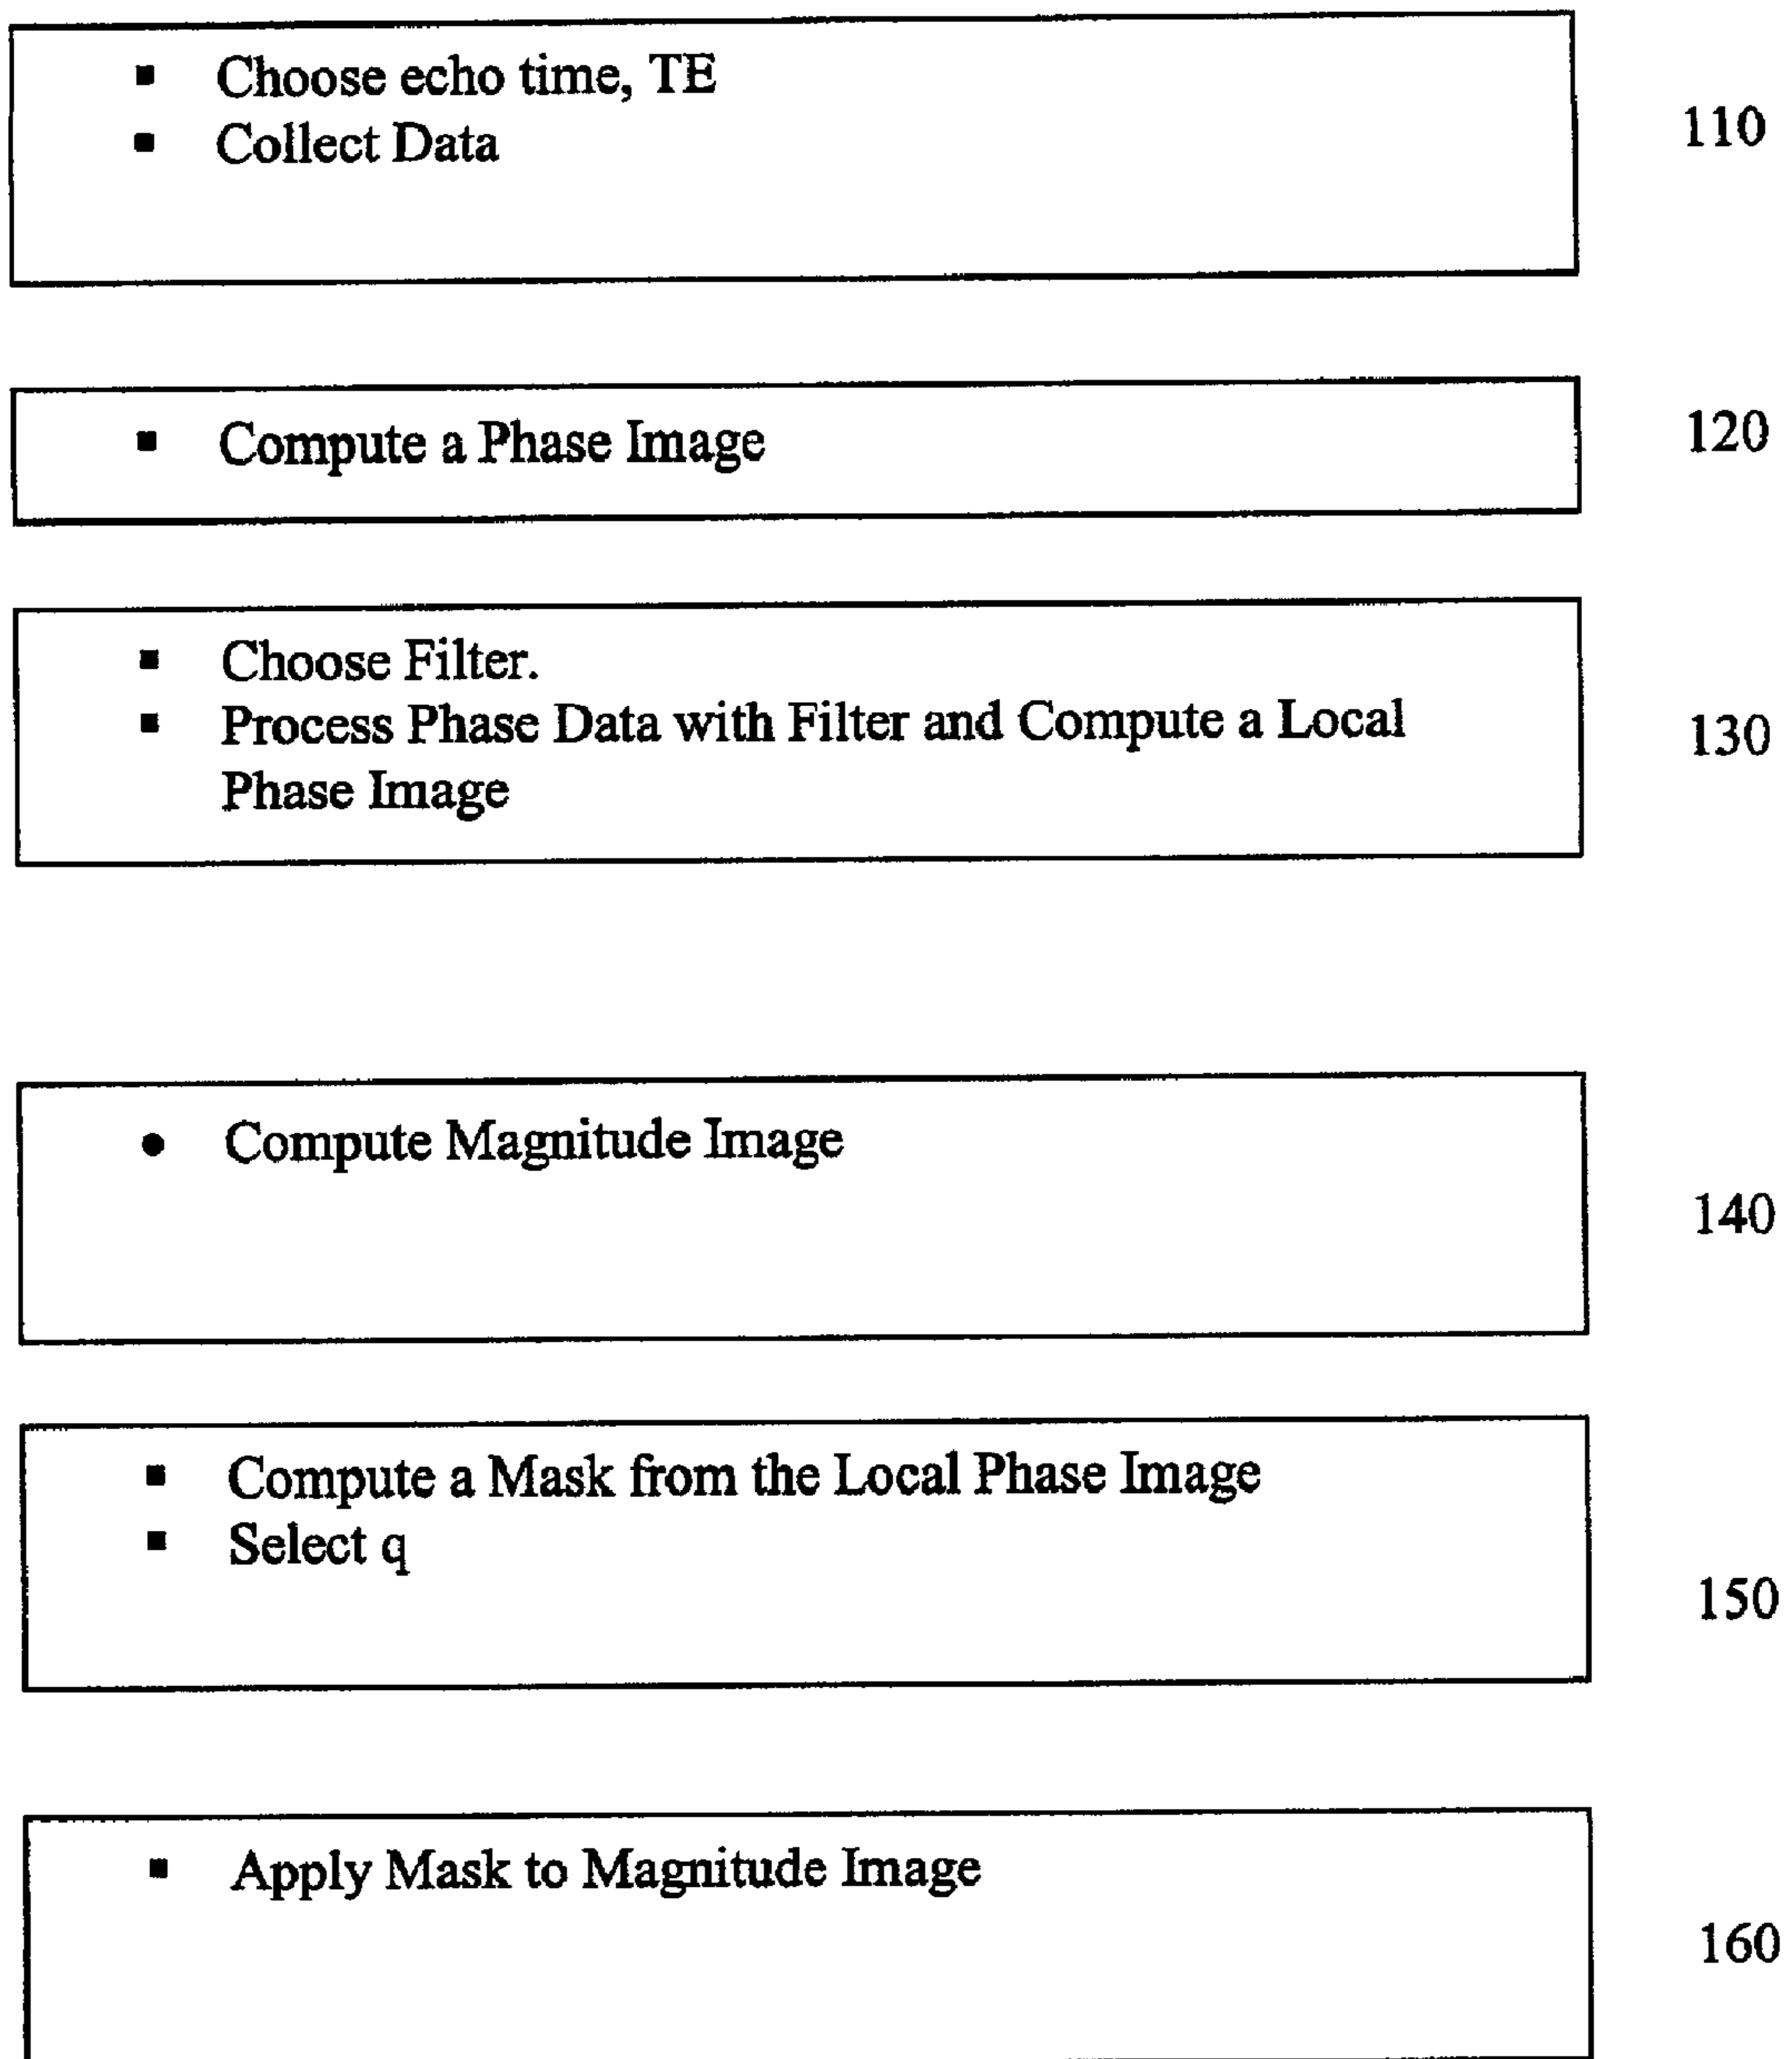 ▪ Choose echo time, TE
▪ Collect Data
110
▪ Compute a Phase Image
120
▪ Choose Filter.
▪ Process Phase Data with Filter and Compute a Local
Phase Image
130
• Compute Magnitude Image
140
▪ Compute a Mask from the Local Phase Image
▪ Select q
150
▪ Apply Mask to Magnitude Image
160